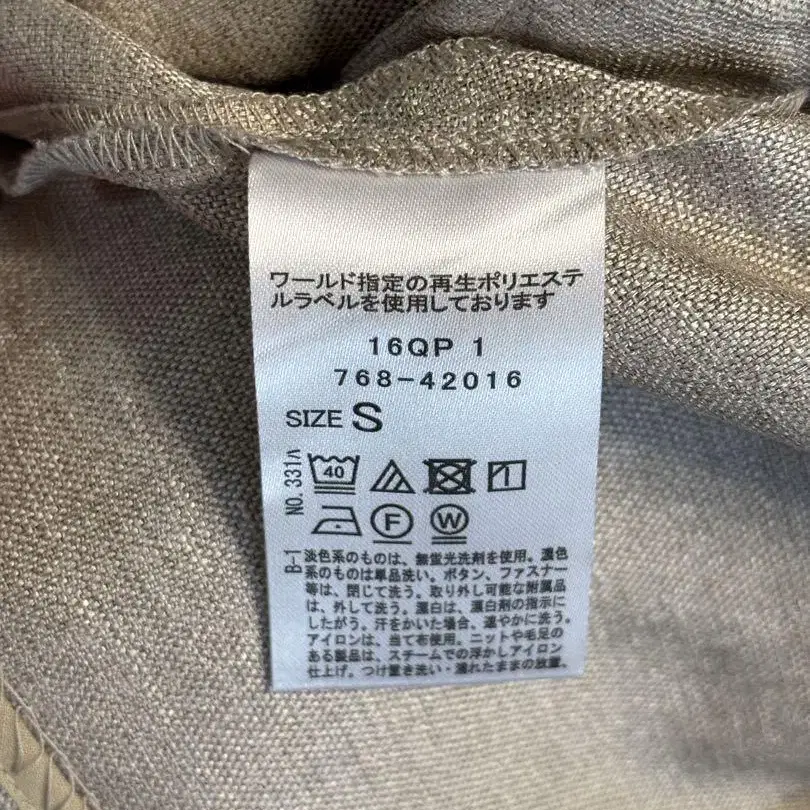 ワールド指定の再生ポリエステ
ルラベルを使用しております
16QP 1
768-42016
SIZE S
NO.331ハ
40
F W
B-1
淡色系のものは、無蛍光洗剤を使用。濃色
系のものは単品洗い。ボタン、ファスナー
等は、閉じて洗う。取り外し可能な附属品
は、外して洗う。漂白は、漂白剤の指示に
したがう。汗をかいた場合、速やかに洗う。
アイロンは、当て布使用。ニットや毛足の
ある製品は、スチームでの浮かしアイロン
仕上げ。つけ置き洗い・濡れたままの放置、